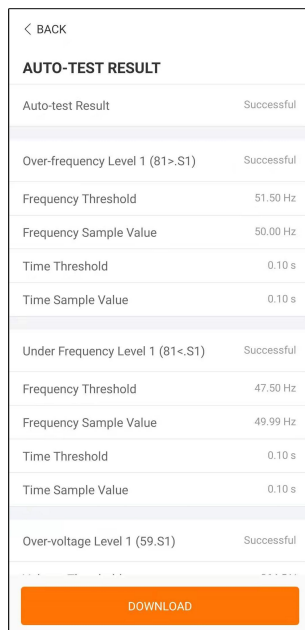 < BACK
AUTO-TEST RESULT
Auto-test Result Successful
Over-frequency Level 1 (81>.S1) Successful
Frequency Threshold 51.50 Hz
Frequency Sample Value 50.00 Hz
Time Threshold 0.10 s
Time Sample Value 0.10 s
Under Frequency Level 1 (81<.S1) Successful
Frequency Threshold 47.50 Hz
Frequency Sample Value 49.99 Hz
Time Threshold 0.10 s
Time Sample Value 0.10 s
Over-voltage Level 1 (59.S1) Successful
DOWNLOAD